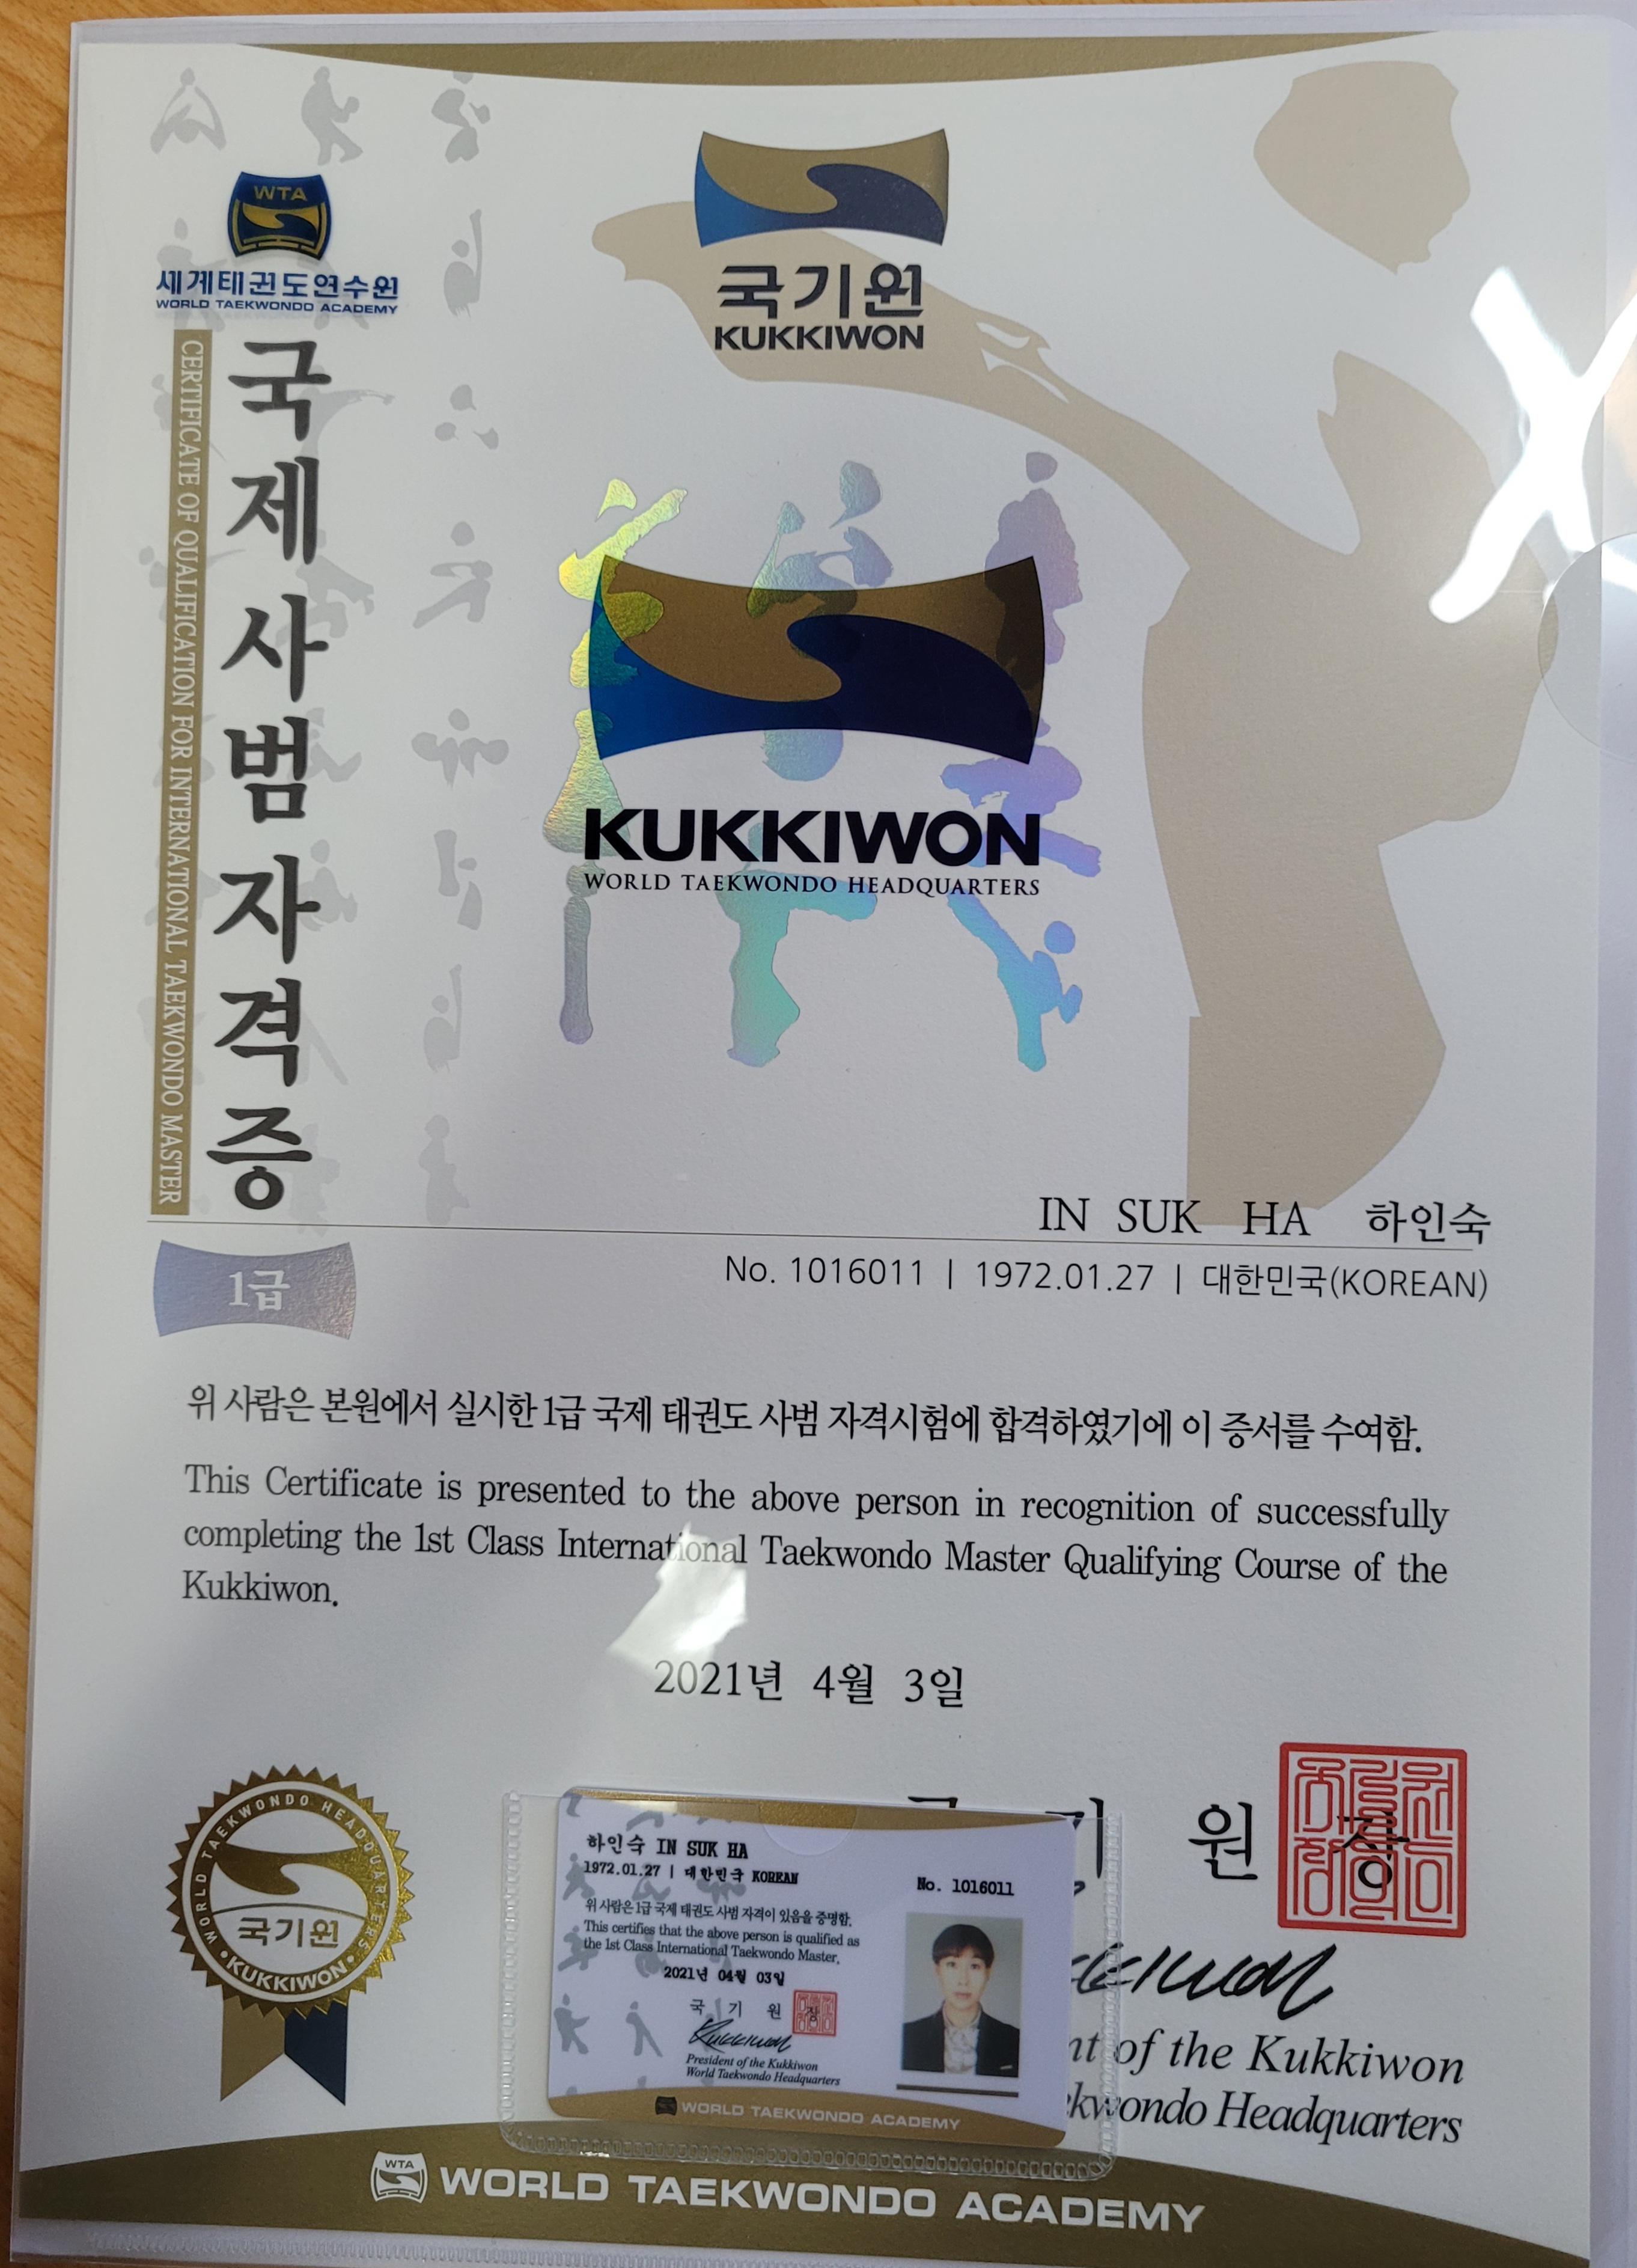 WTA
세계태권도연수원
WORLD TAEKWONDO ACADEMY
국기원
KUKKIWON
국제사범자격증
CERTIFICATE OF QUALIFICATION FOR INTERNATIONAL TAEKWONDO MASTER
KUKKIWON
WORLD TAEKWONDO HEADQUARTERS
IN SUK HA 하인숙
1급
No. 1016011 | 1972.01.27 | 대한민국(KOREAN)
위 사람은 본원에서 실시한 1급 국제 태권도 사범 자격시험에 합격하였기에 이 증서를 수여함.
This Certificate is presented to the above person in recognition of successfully
completing the 1st Class International Taekwondo Master Qualifying Course of the
Kukkiwon.
2021년 4월 3일
원 장
of the Kukkiwon
Headquarters
WORLD TAEKWONDO HEADQUARTERS
국기원
KUKKIWON
하인숙 IN SUK HA
1972.01.27 | 대한민국 KOREAN
No. 1016011
위 사람은 1급 국제 태권도 사범 자격이 있음을 증명함.
This certifies that the above person is qualified as
the 1st Class International Taekwondo Master.
2021년 04월 03일
국 기 원 장
Kukkiwon
President of the Kukkiwon
World Taekwondo Headquarters
WORLD TAEKWONDO ACADEMY
WTA
WORLD TAEKWONDO ACADEMY